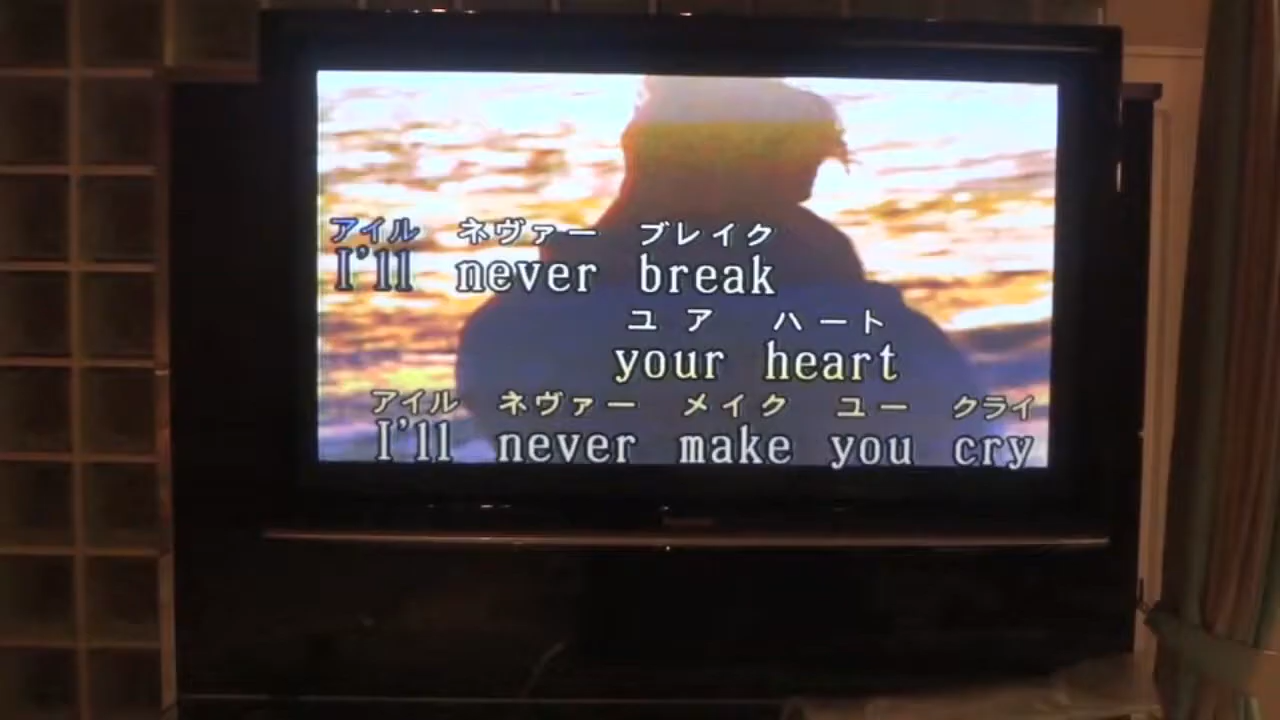 アイル ネヴァー ブレイク
I'll never break
ユア ハート
your heart
アイル ネヴァー メイク ユー クライ
I'll never make you cry